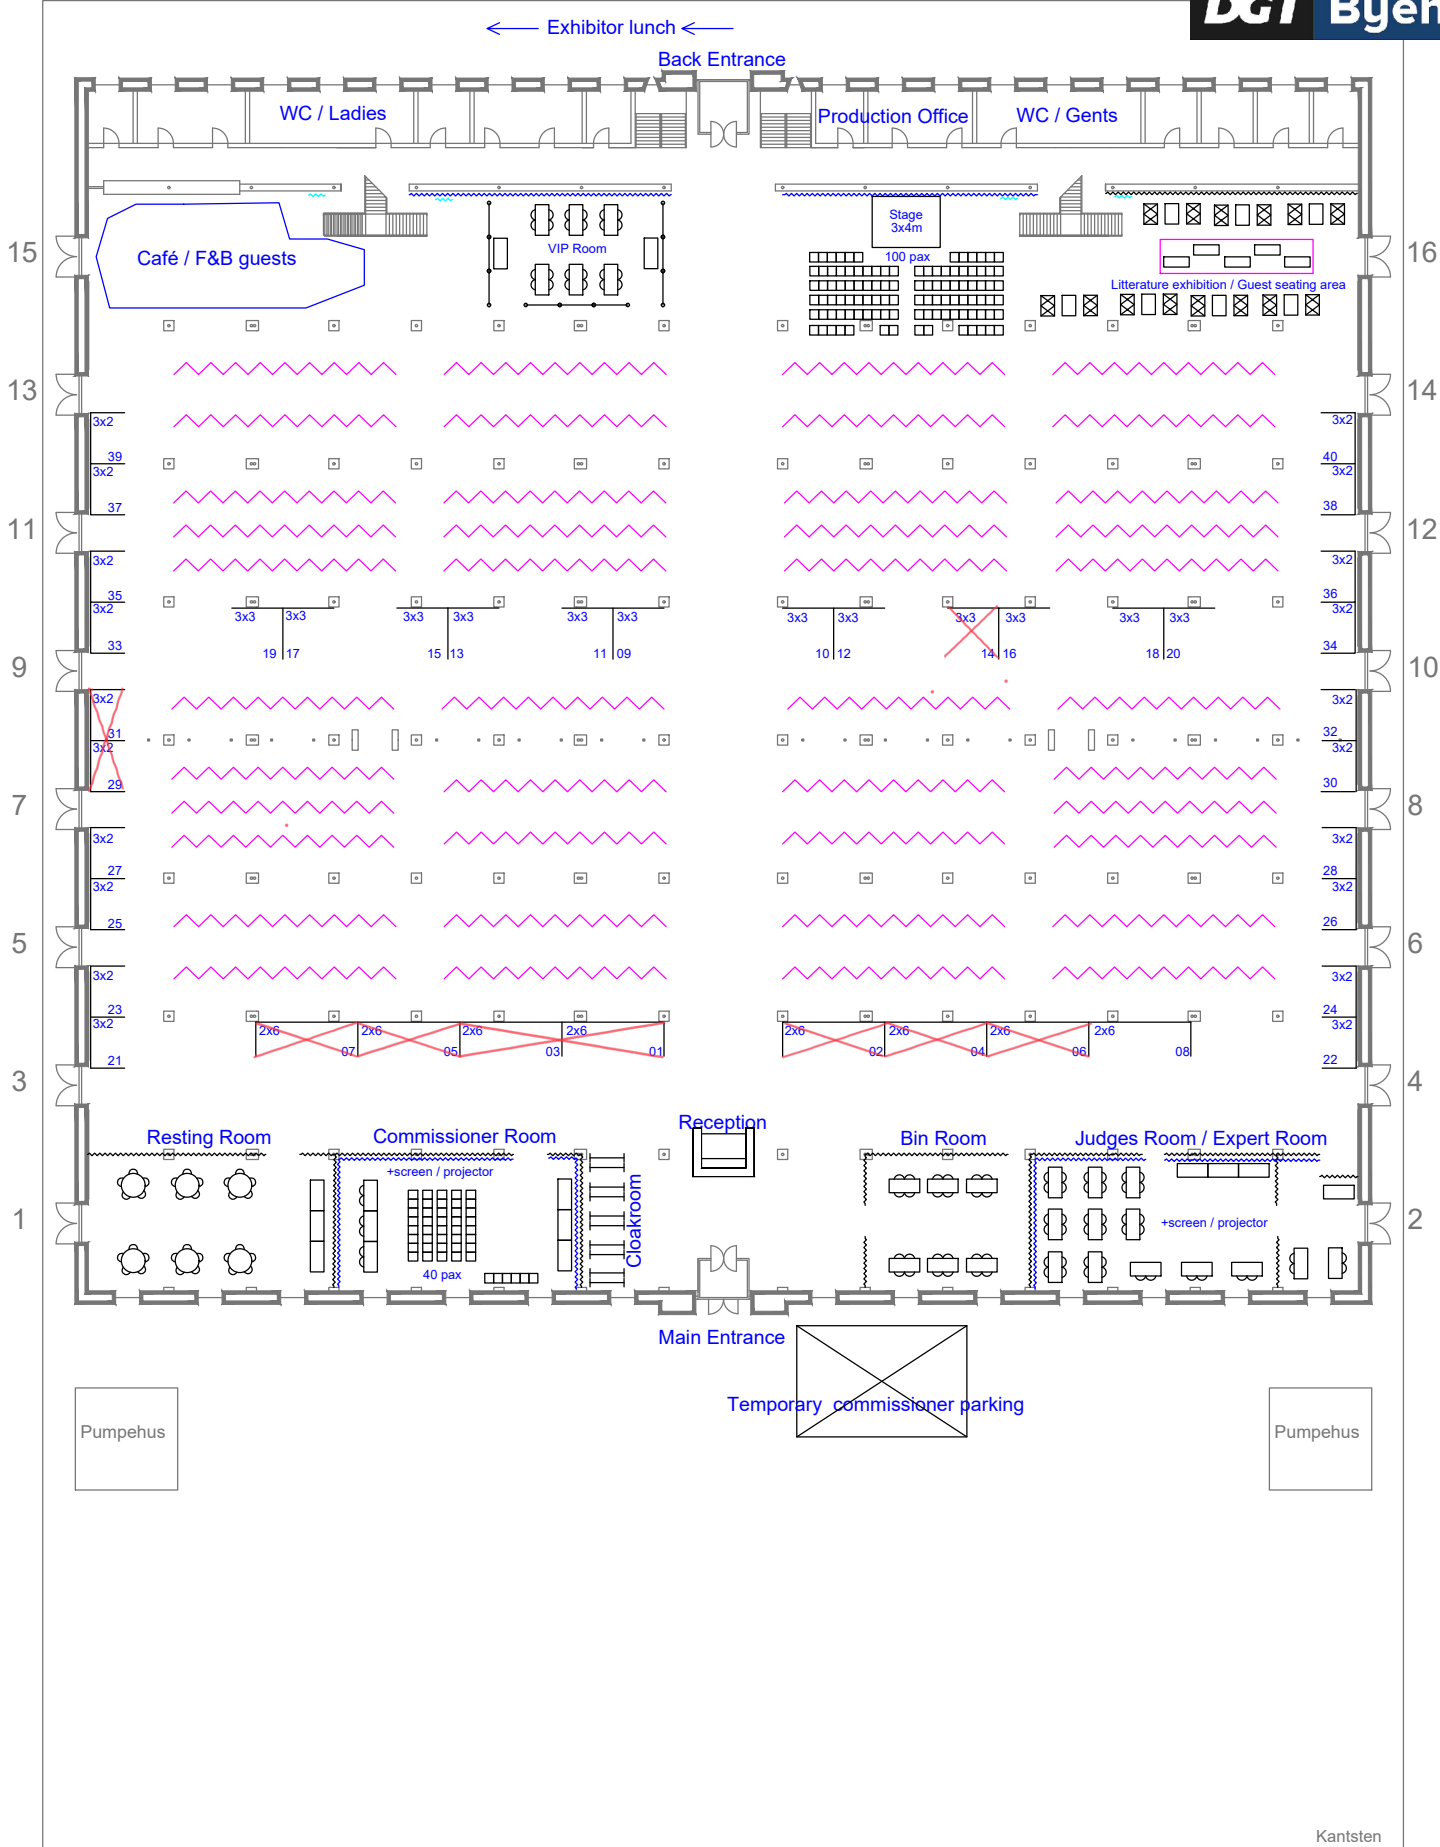 DGT Byen
Exhibitor lunch
Back Entrance
WC / Ladies
Production Office
WC / Gents
Stage
3x4m
100 pax
VIP Room
Café / F&B guests
Litterature exhibition / Guest seating area
15
16
13
14
3x2
3x2
39
40
3x2
3x2
37
38
11
12
3x2
3x2
35
36
3x2
3x2
33
34
3x3 3x3 3x3 3x3 3x3 3x3 3x3 3x3 3x3 3x3 3x3 3x3
19 17 15 13 11 09 10 12 14 16 18 20
9
10
3x2
3x2
31
32
3x2
3x2
29
30
7
8
3x2
3x2
27
28
3x2
3x2
25
26
5
6
3x2
3x2
23
24
3x2
3x2
21
22
2x6 2x6 2x6 2x6 2x6 2x6 2x6 2x6
07 05 03 01 02 04 06 08
3
4
Reception
Resting Room
Commissioner Room
Bin Room
Judges Room / Expert Room
+screen / projector
Cloakroom
+screen / projector
40 pax
1
2
Main Entrance
Temporary commissioner parking
Pumpehus
Pumpehus
Kantsten